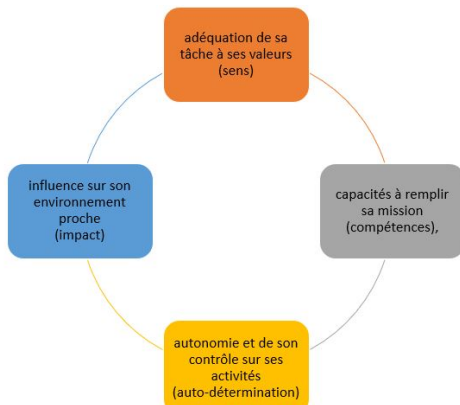 adéquation de sa
tâche à ses valeurs
(sens)
influence sur son
environnement
proche
(impact)
capacités à remplir
sa mission
(compétences),
autonomie et de son
contrôle sur ses
activités
(auto-détermination)